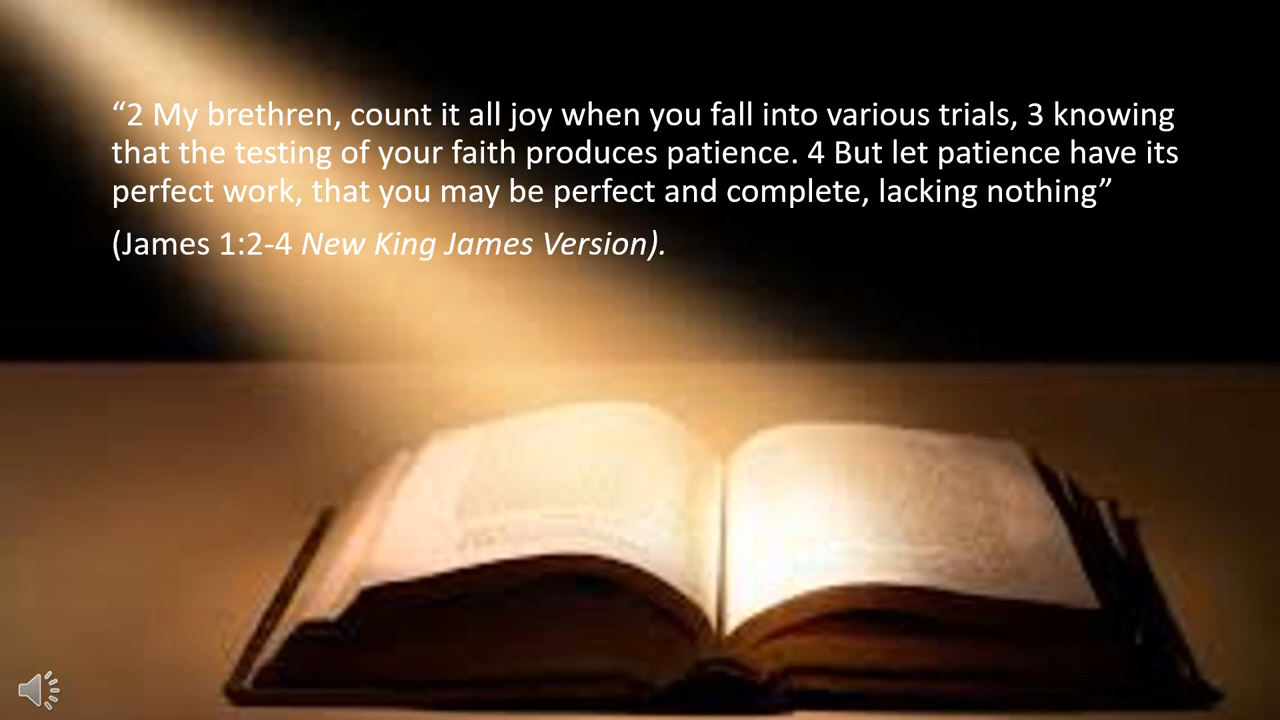 “2 My brethren, count it all joy when you fall into various trials, 3 knowing
that the testing of your faith produces patience. 4 But let patience have its
perfect work, that you may be perfect and complete, lacking nothing”
(James 1:2-4 New King James Version).